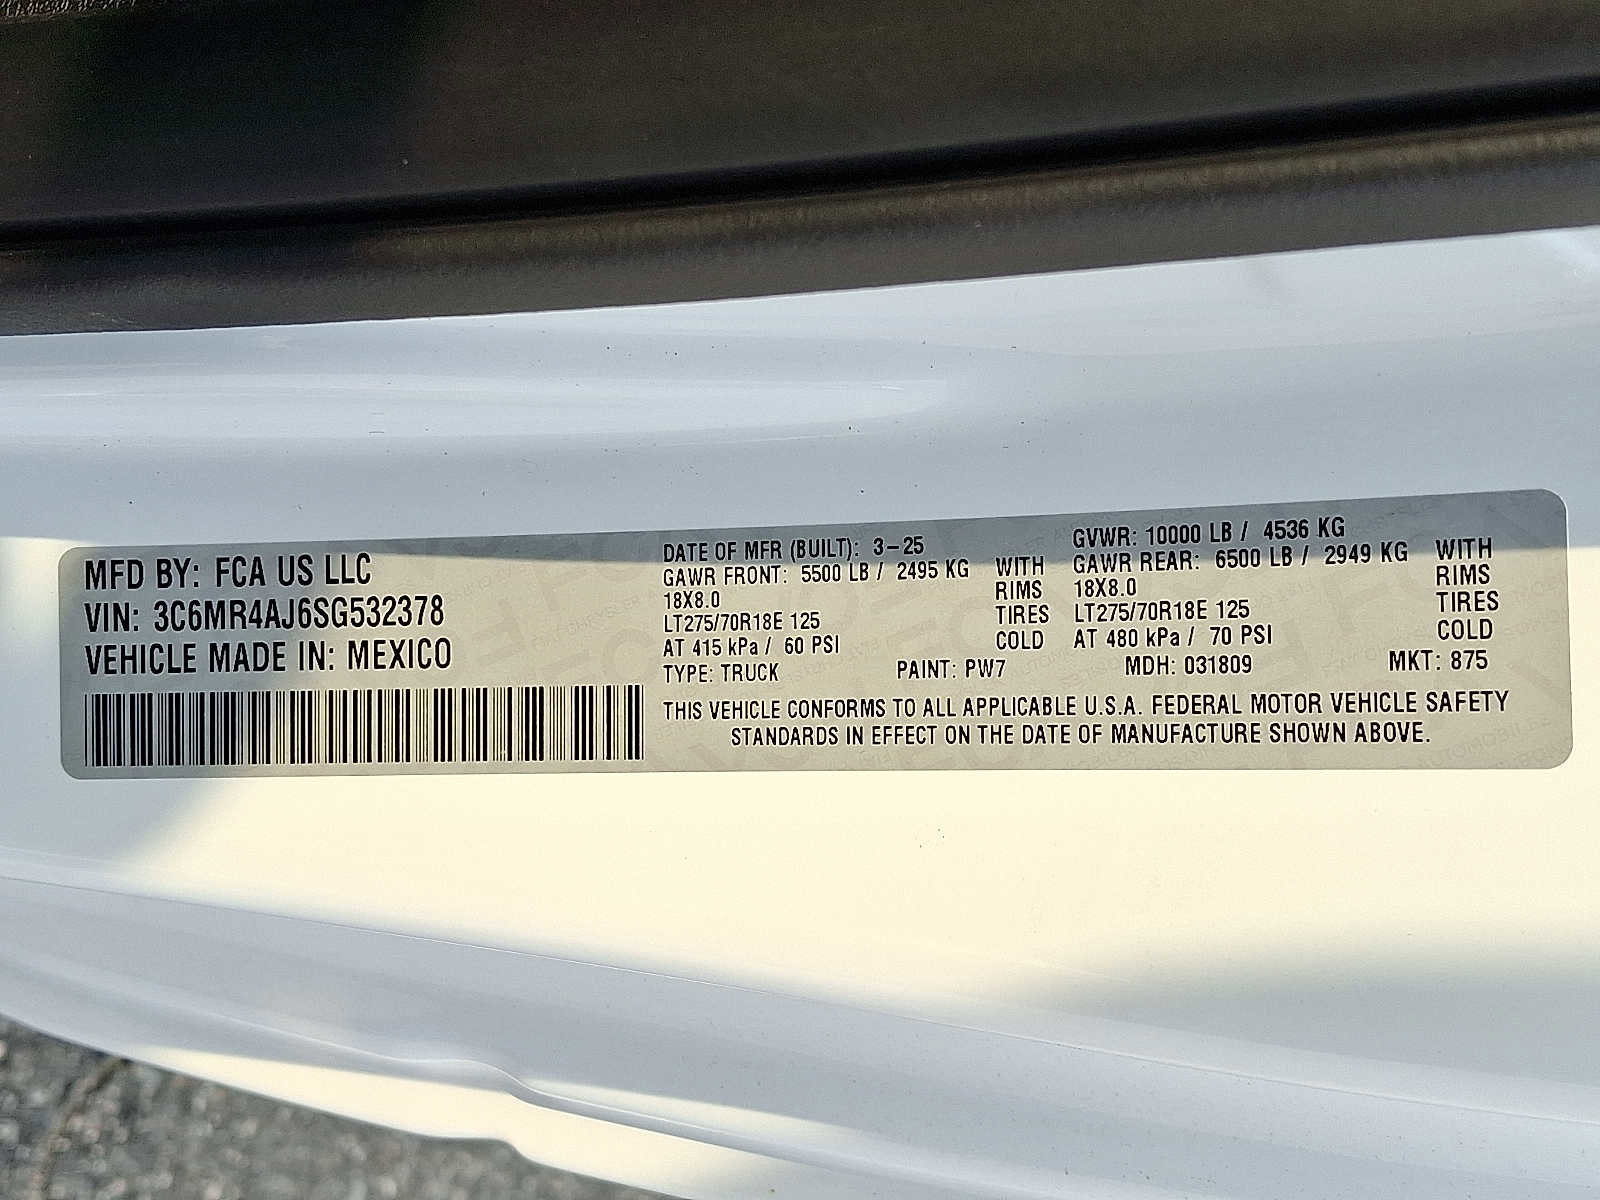 MFD BY: FCA US LLC
VIN: 3C6MR4AJ6SG532378
VEHICLE MADE IN: MEXICO
DATE OF MFR (BUILT): 3-25
GAWR FRONT: 5500 LB / 2495 KG WITH
18X8.0 RIMS
LT275/70R18E 125 TIRES
AT 415 kPa / 60 PSI COLD
GVWR: 10000 LB / 4536 KG
GAWR REAR: 6500 LB / 2949 KG WITH
18X8.0 RIMS
LT275/70R18E 125 TIRES
AT 480 kPa / 70 PSI COLD
TYPE: TRUCK PAINT: PW7 MDH: 031809 MKT: 875
THIS VEHICLE CONFORMS TO ALL APPLICABLE U.S.A. FEDERAL MOTOR VEHICLE SAFETY
STANDARDS IN EFFECT ON THE DATE OF MANUFACTURE SHOWN ABOVE.